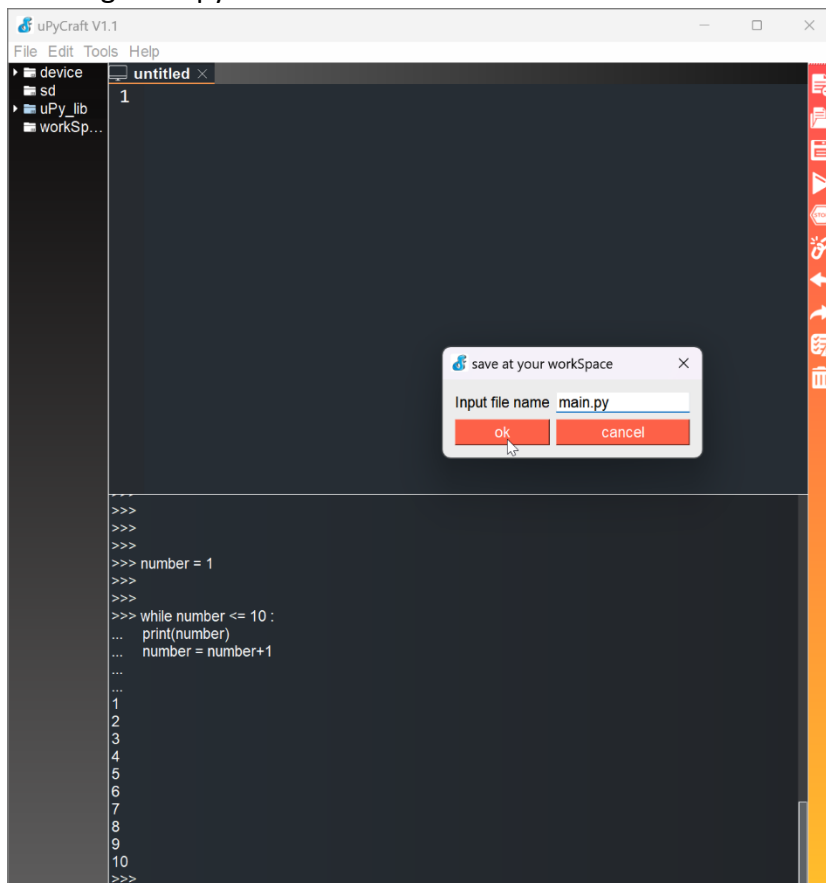 uPyCraft V1.1
File Edit Tools Help
device
sd
uPy_lib
workSp...
untitled
1
save at your workSpace
Input file name main.py
ok
cancel
>>>
>>>
>>>
>>> number = 1
>>>
>>>
>>> while number <= 10 :
... print(number)
... number = number+1
...
...
1
2
3
4
5
6
7
8
9
10
>>>
STOP